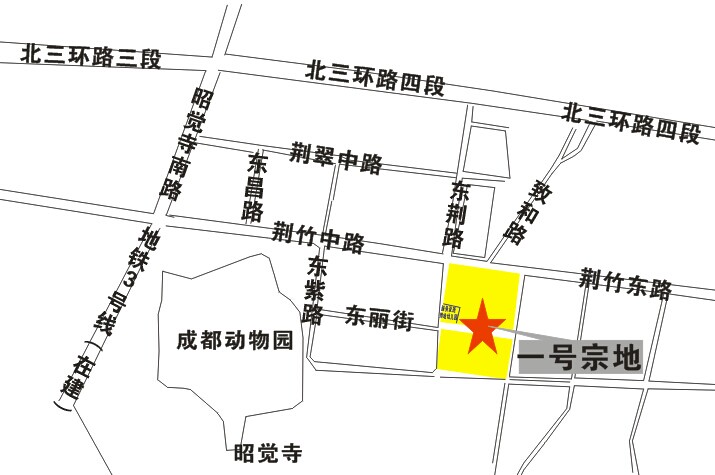 北三环路三段
北三环路四段
北三环路四段
昭觉寺南路
荆翠中路
东昌路
东荆路
致和路
荆竹中路
地铁3号线(在建)
东紫路
荆竹东路
东丽街
成都动物园
一号宗地
昭觉寺